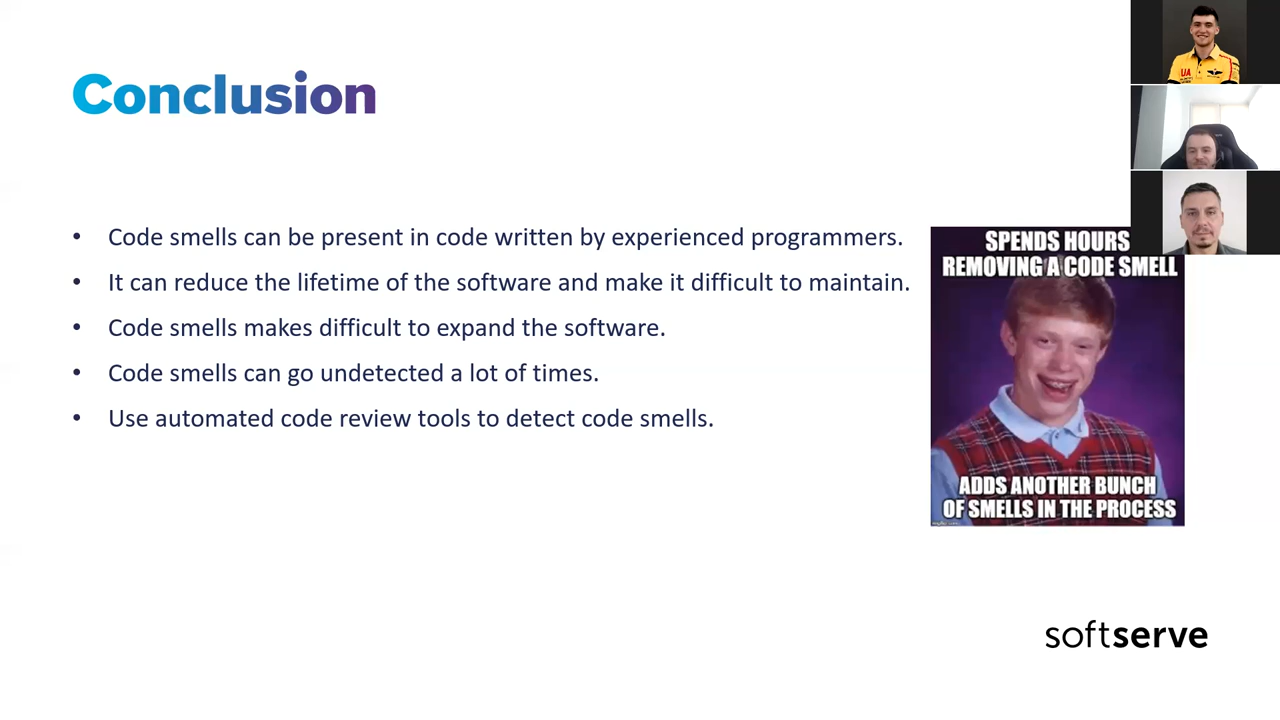 Conclusion
• Code smells can be present in code written by experienced programmers.
• It can reduce the lifetime of the software and make it difficult to maintain.
• Code smells makes difficult to expand the software.
• Code smells can go undetected a lot of times.
• Use automated code review tools to detect code smells.
SPENDS HOURS
REMOVING A CODE SMELL
ADDS ANOTHER BUNCH
OF SMELLS IN THE PROCESS
softserve
UA